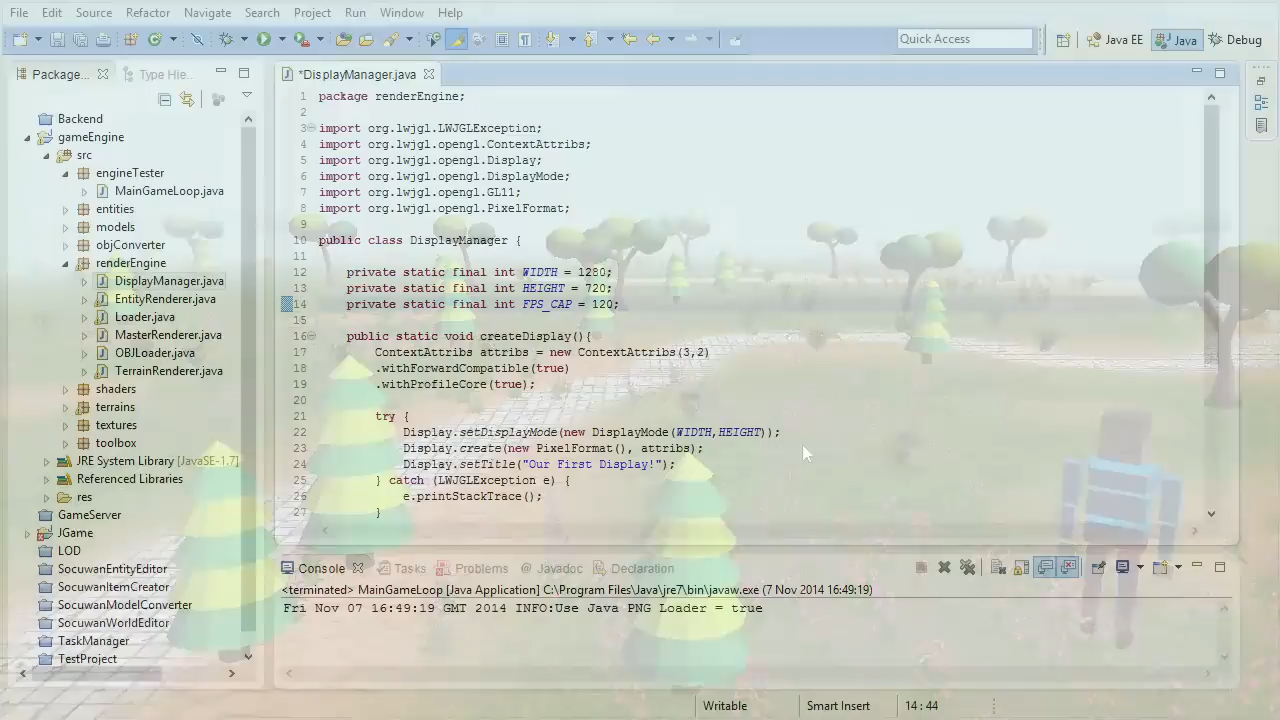 File Edit Source Refactor Navigate Search Project Run Window Help
Quick Access
Java EE
Java
Debug
Package...
Type Hie...
Backend
gameEngine
src
engineTester
MainGameLoop.java
entities
models
objConverter
renderEngine
DisplayManager.java
EntityRenderer.java
Loader.java
MasterRenderer.java
OBJLoader.java
TerrainRenderer.java
shaders
terrains
textures
toolbox
JRE System Library [JavaSE-1.7]
Referenced Libraries
res
GameServer
JGame
LOD
SocuwanEntityEditor
SocuwanItemCreator
SocuwanModelConverter
SocuwanWorldEditor
TaskManager
TestProject
*DisplayManager.java
1 package renderEngine;
2
3 import org.lwjgl.LWJGLException;
4 import org.lwjgl.opengl.ContextAttribs;
5 import org.lwjgl.opengl.Display;
6 import org.lwjgl.opengl.DisplayMode;
7 import org.lwjgl.opengl.GL11;
8 import org.lwjgl.opengl.PixelFormat;
9
10 public class DisplayManager {
11
12 private static final int WIDTH = 1280;
13 private static final int HEIGHT = 720;
14 private static final int FPS_CAP = 120;
15
16 public static void createDisplay(){
17 ContextAttribs attribs = new ContextAttribs(3,2)
18 .withForwardCompatible(true)
19 .withProfileCore(true);
20
21 try {
22 Display.setDisplayMode(new DisplayMode(WIDTH,HEIGHT));
23 Display.create(new PixelFormat(), attribs);
24 Display.setTitle("Our First Display!");
25 } catch (LWJGLException e) {
26 e.printStackTrace();
27 }
Console Tasks Problems @ Javadoc Declaration
<terminated> MainGameLoop [Java Application] C:\Program Files\Java\jre7\bin\javaw.exe (7 Nov 2014 16:49:19)
Fri Nov 07 16:49:19 GMT 2014 INFO:Use Java PNG Loader = true
Writable Smart Insert 14 : 44